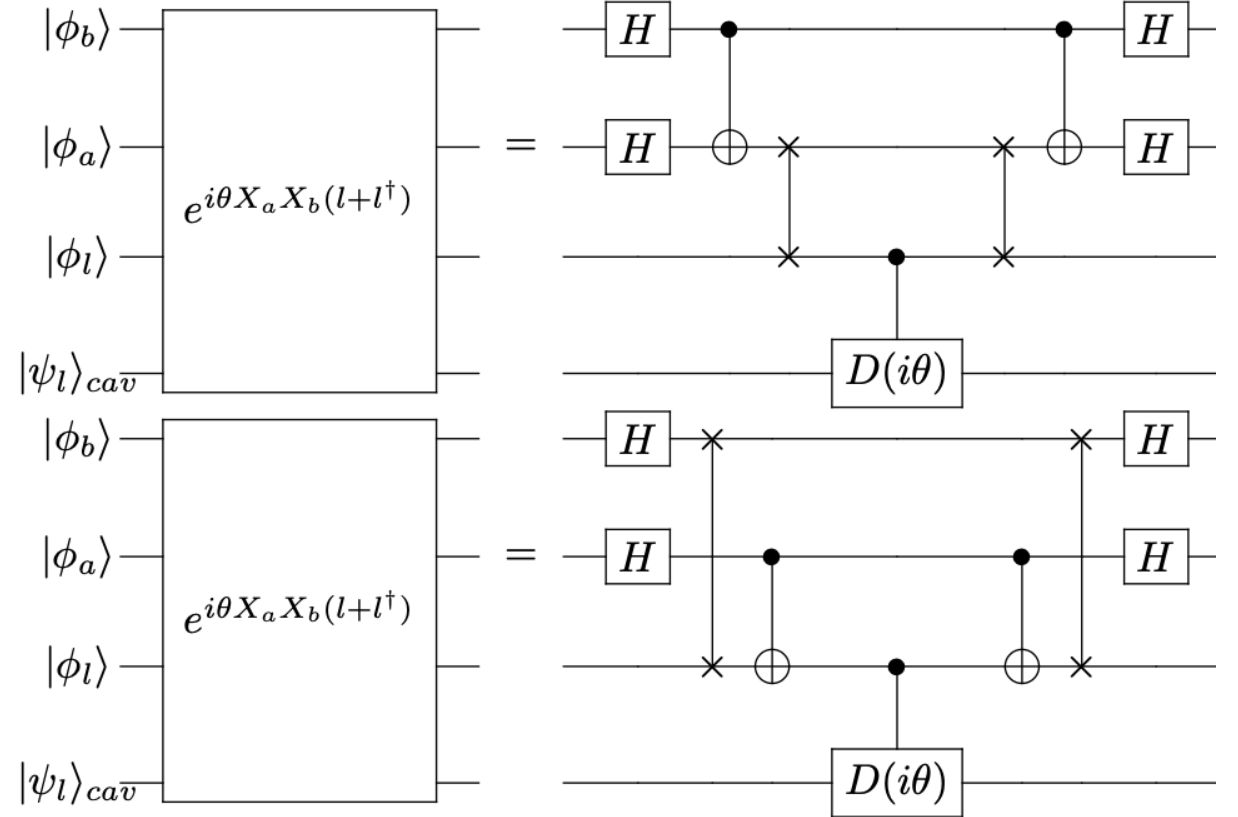 |ϕ_b⟩ H H
|ϕ_a⟩ = H H
e^{iθX_aX_b(l+l^†)}
|ϕ_l⟩
|ψ_l⟩_{cav} D(iθ)
|ϕ_b⟩ H H
|ϕ_a⟩ = H H
e^{iθX_aX_b(l+l^†)}
|ϕ_l⟩
|ψ_l⟩_{cav} D(iθ)